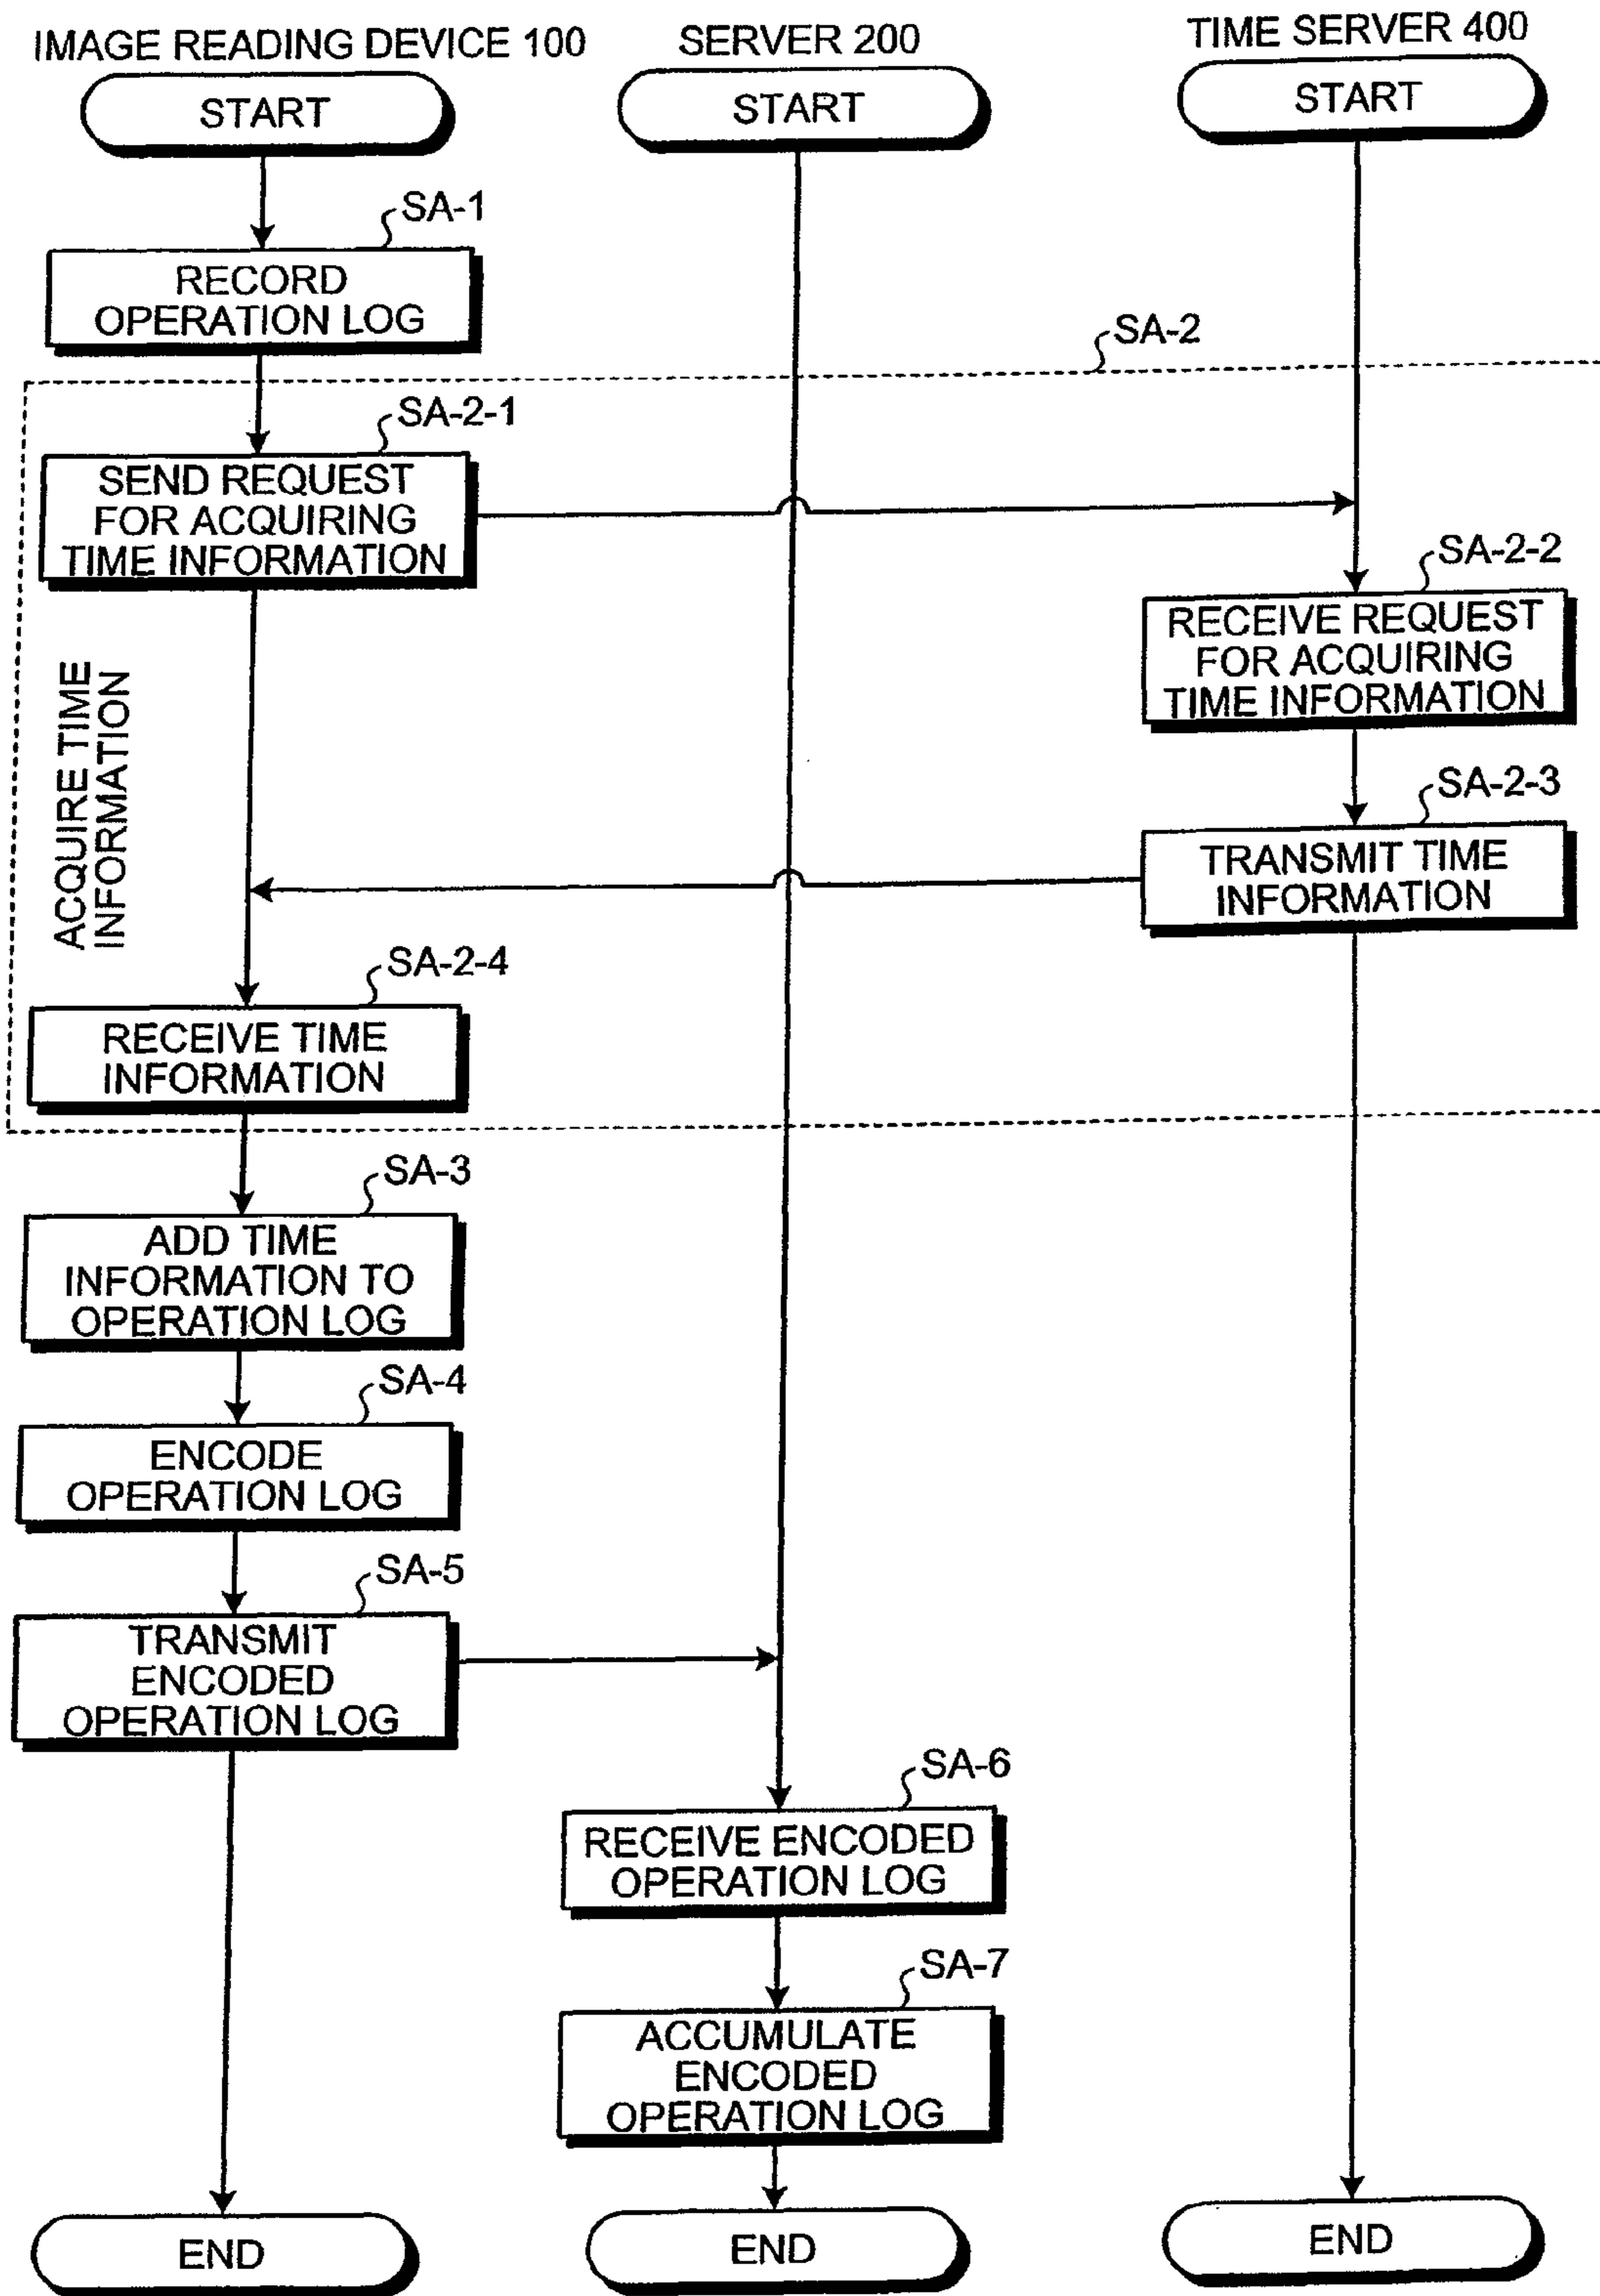 IMAGE READING DEVICE 100
SERVER 200
TIME SERVER 400
START
START
START
SA-1
RECORD
OPERATION LOG
SA-2
SA-2-1
SEND REQUEST
FOR ACQUIRING
TIME INFORMATION
SA-2-2
RECEIVE REQUEST
FOR ACQUIRING
TIME INFORMATION
ACQUIRE TIME
INFORMATION
SA-2-3
TRANSMIT TIME
INFORMATION
SA-2-4
RECEIVE TIME
INFORMATION
SA-3
ADD TIME
INFORMATION TO
OPERATION LOG
SA-4
ENCODE
OPERATION LOG
SA-5
TRANSMIT
ENCODED
OPERATION LOG
SA-6
RECEIVE ENCODED
OPERATION LOG
SA-7
ACCUMULATE
ENCODED
OPERATION LOG
END
END
END